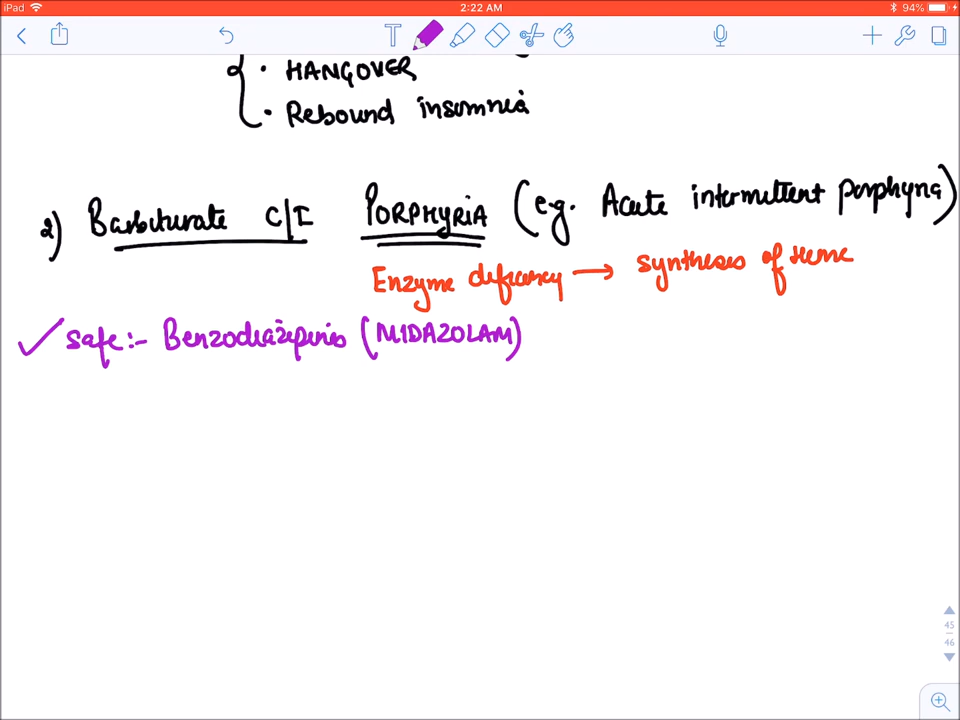 iPad 2:22 AM 94%
T
• HANGOVER
• Rebound insomnia
2) Barbiturate C/I PORPHYRIA (eg. Acute intermittent porphyria)
Enzyme deficiency → synthesis of Heme
✓ Safe:- Benzodiazepines (MIDAZOLAM)
45
46